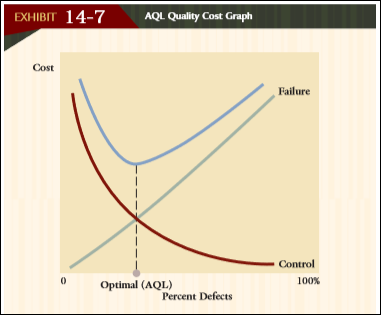 EXHIBIT 14-7 AQL Quality Cost Graph
Cost
Failure
Control
0 100%
Optimal (AQL)
Percent Defects